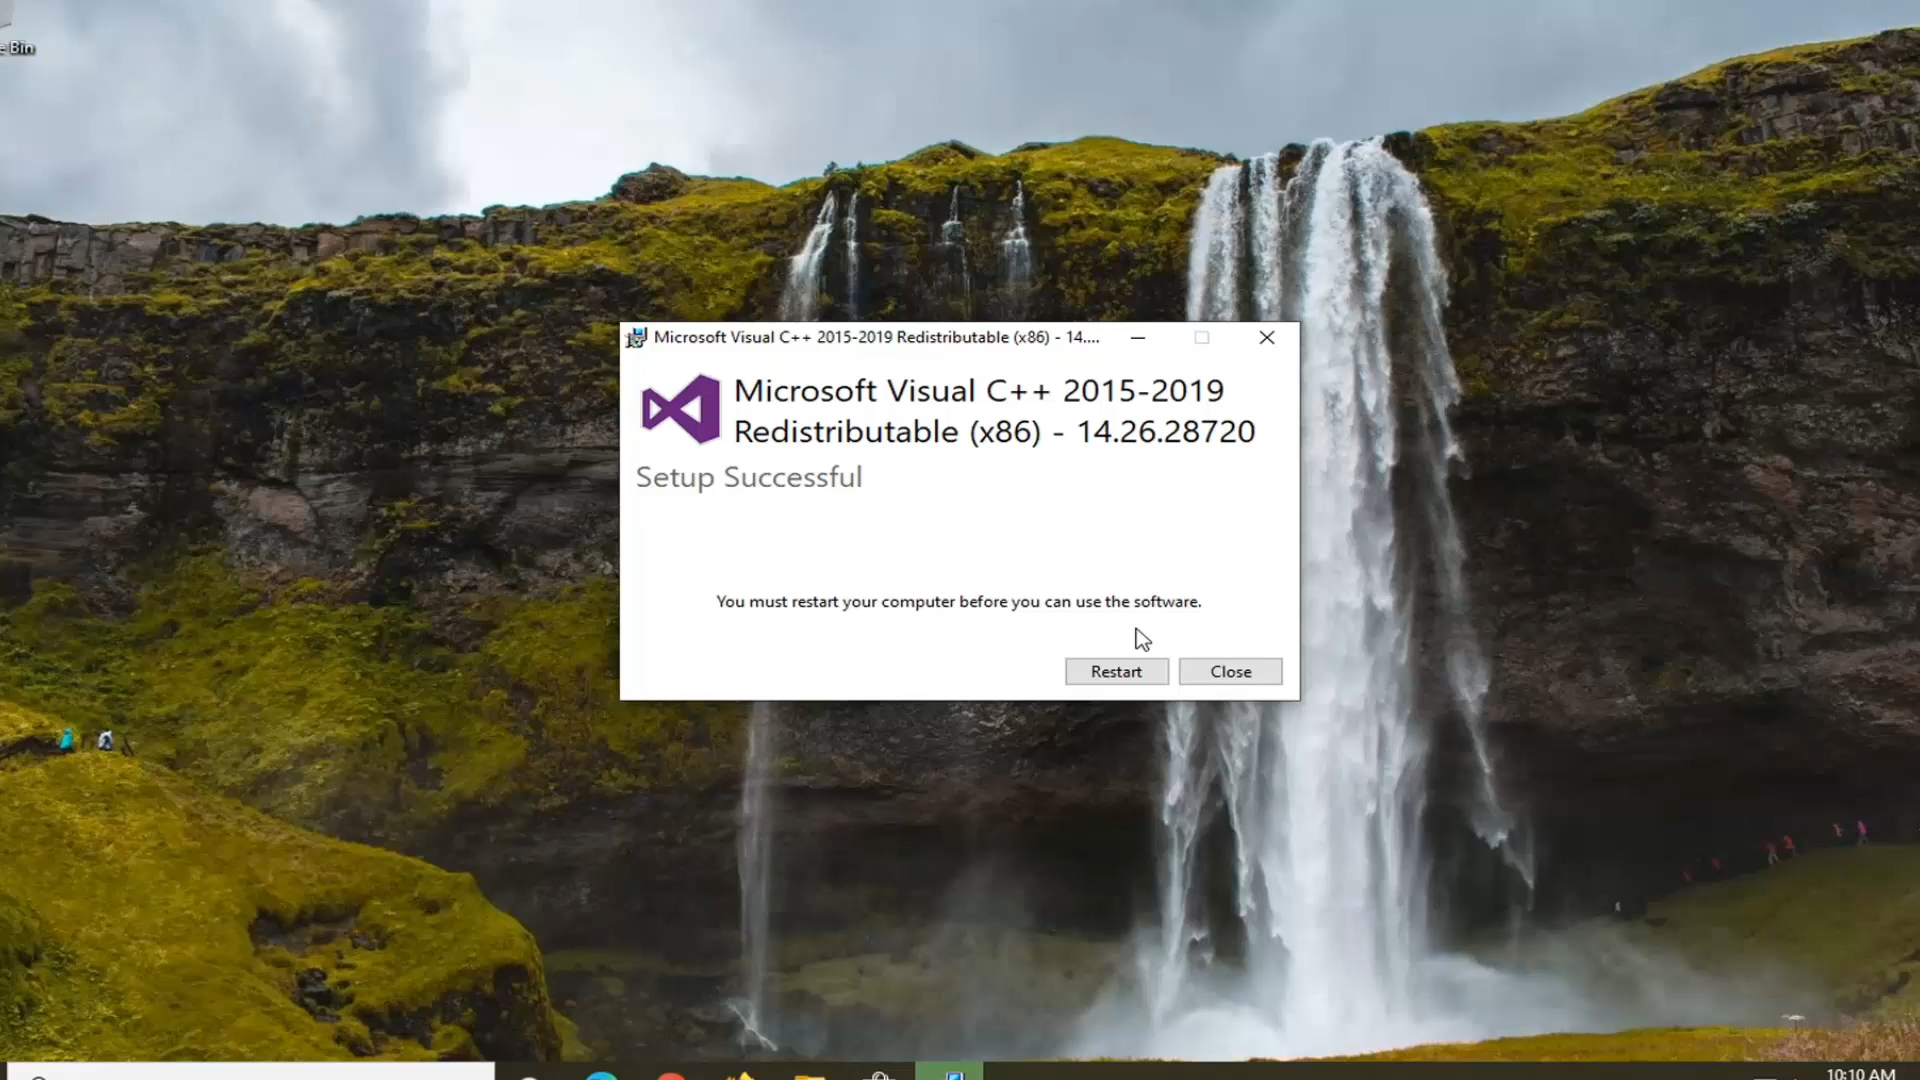 e Bin
Microsoft Visual C++ 2015-2019 Redistributable (x86) - 14....
Microsoft Visual C++ 2015-2019
Redistributable (x86) - 14.26.28720
Setup Successful
You must restart your computer before you can use the software.
Restart
Close
10:10 AM